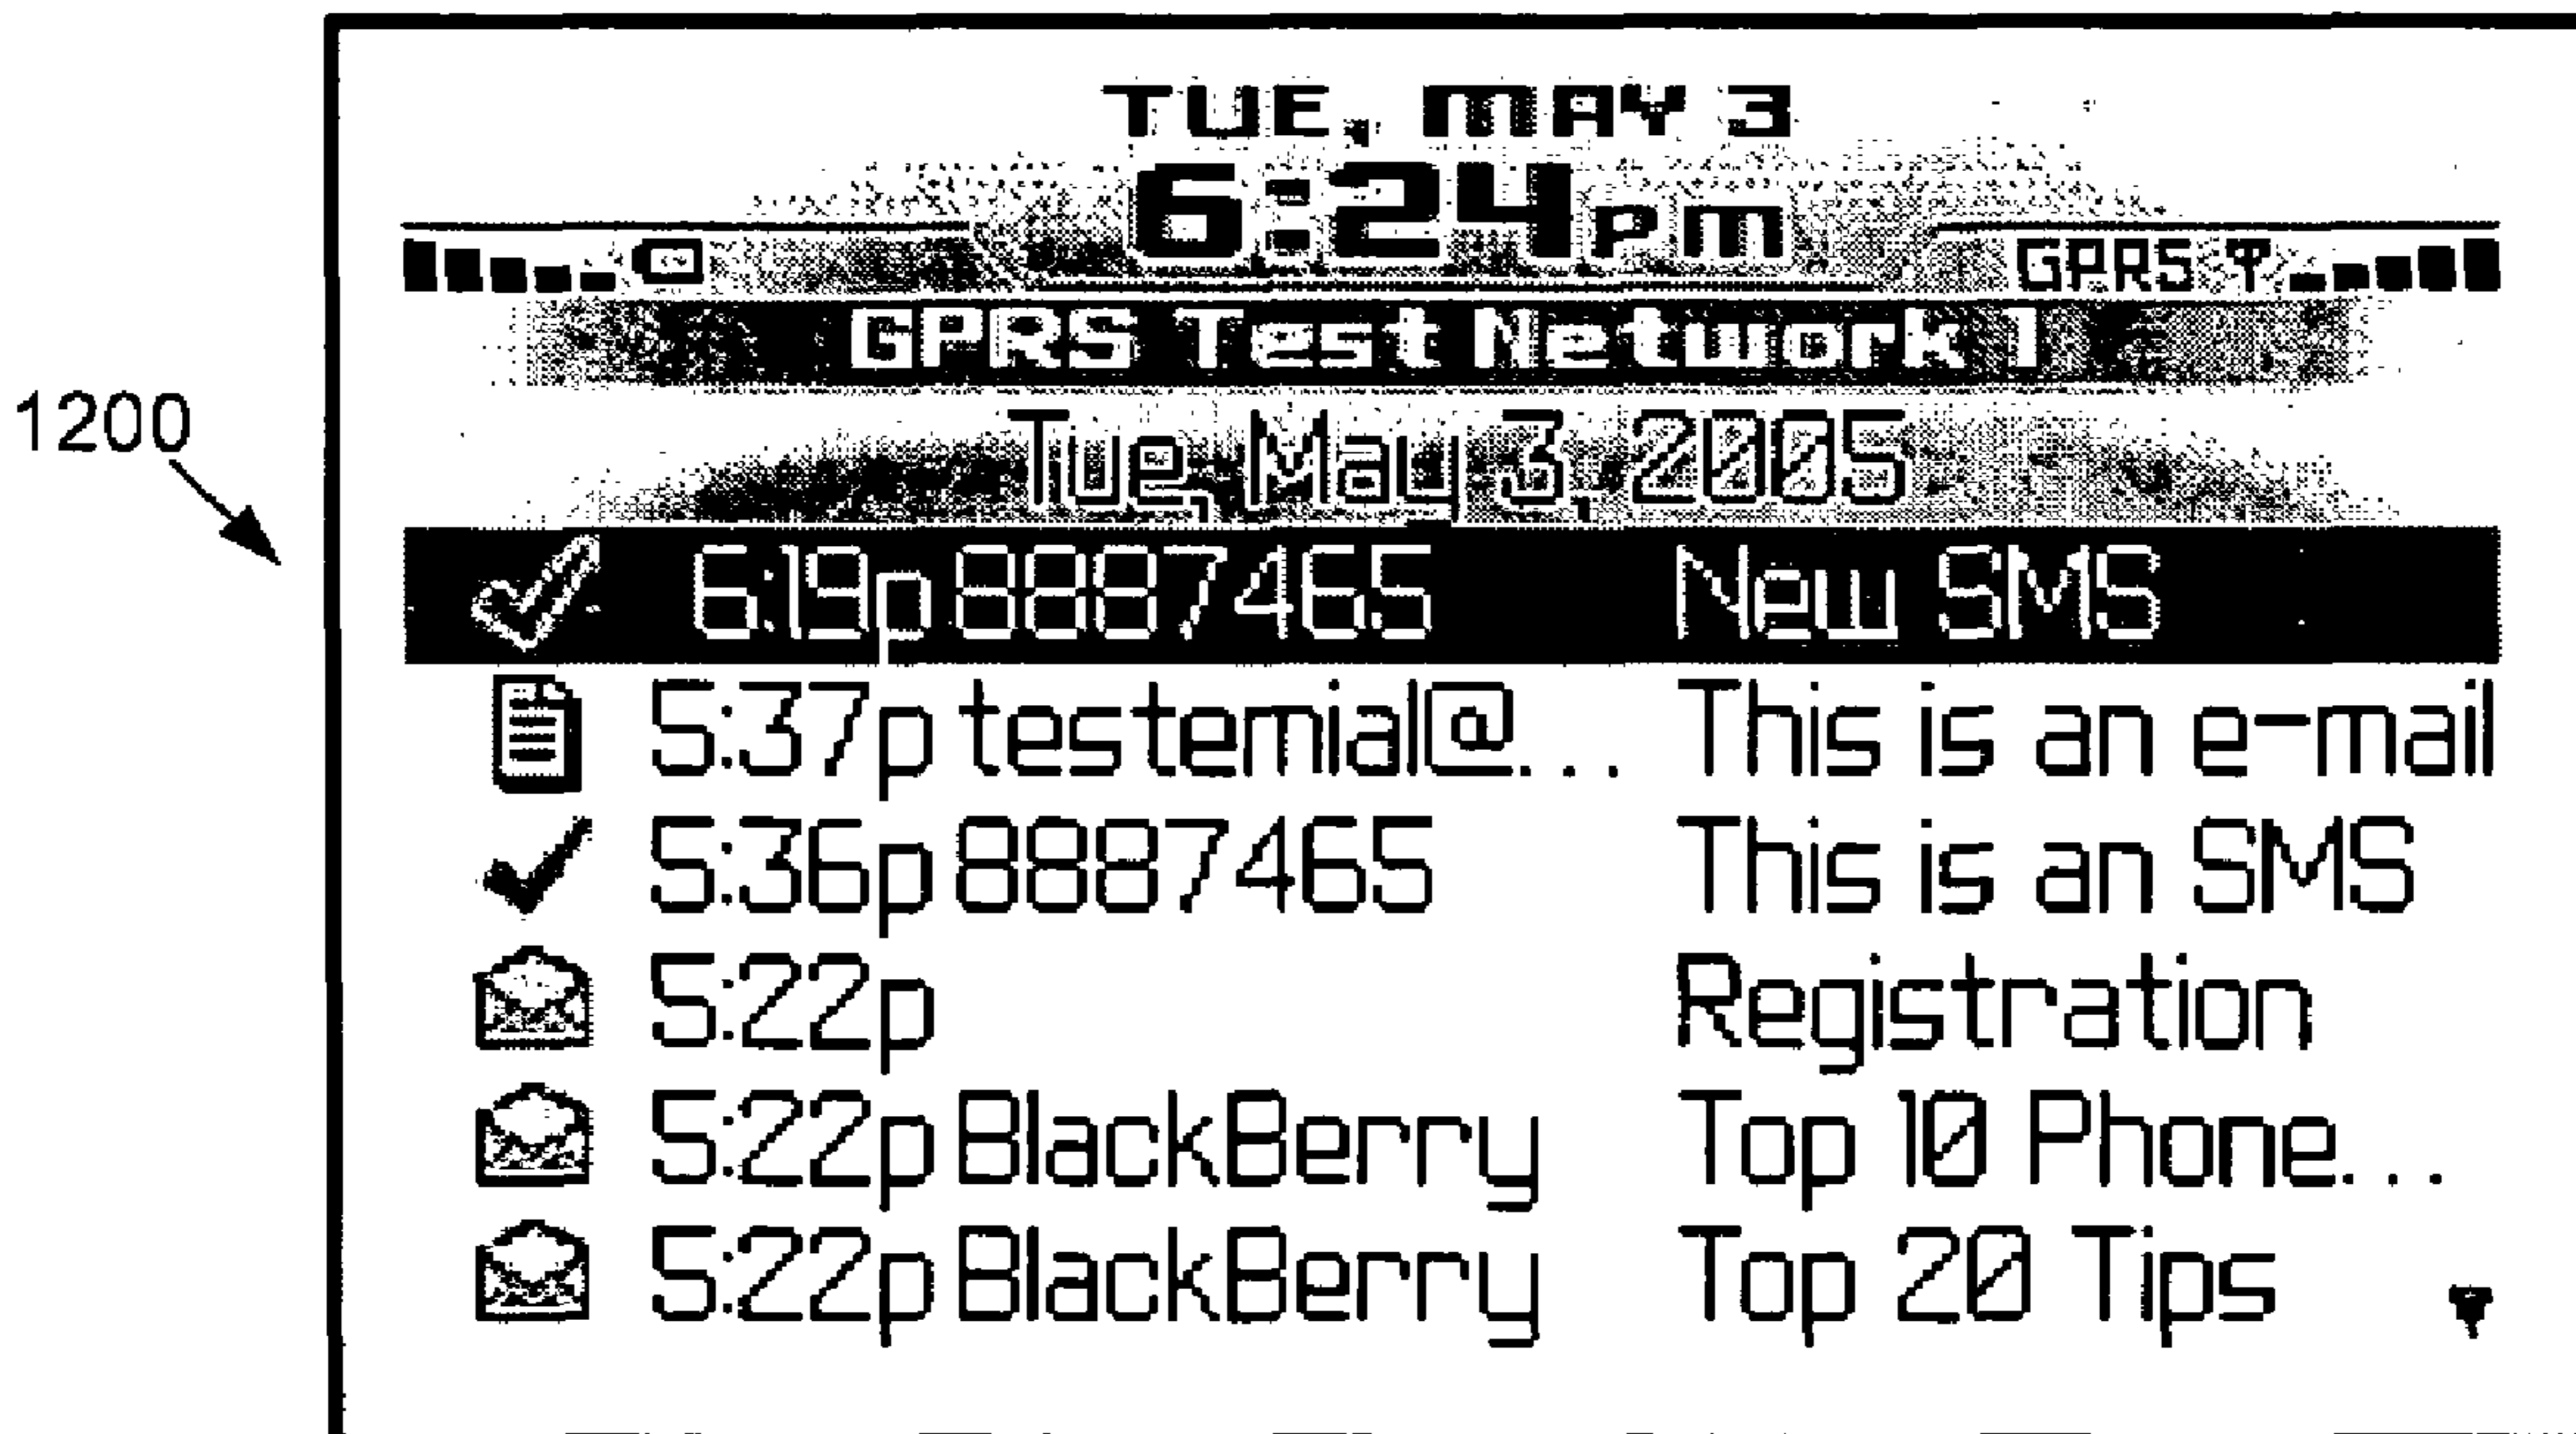 TUE, MAY 3
6:24pm
GPRS
GPRS Test Network 1
1200
Tue, May 3, 2005
6:19p 8887465 New SMS
5:37p testemial@... This is an e-mail
5:36p 8887465 This is an SMS
5:22p Registration
5:22p BlackBerry Top 10 Phone...
5:22p BlackBerry Top 20 Tips